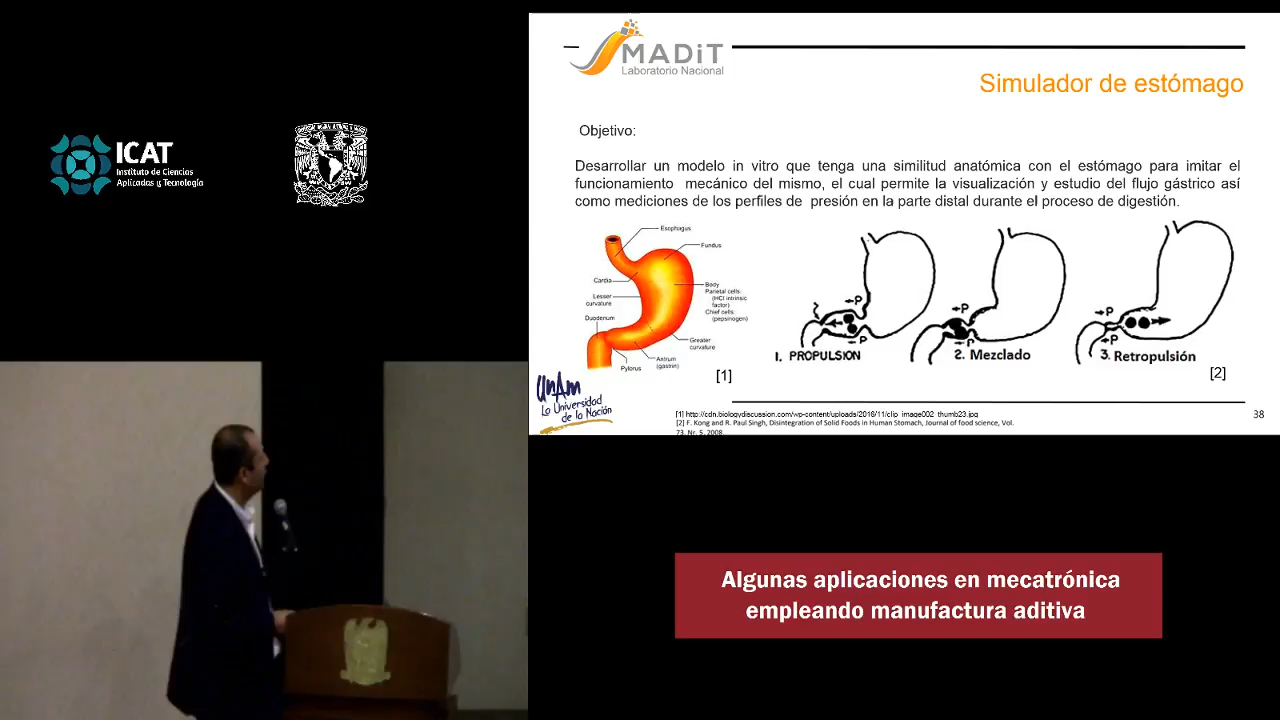 MADiT
Laboratorio Nacional
Simulador de estómago
ICAT
Instituto de Ciencias
Aplicadas y Tecnología
Objetivo:
Desarrollar un modelo in vitro que tenga una similitud anatómica con el estómago para imitar el
funcionamiento mecánico del mismo, el cual permite la visualización y estudio del flujo gástrico así
como mediciones de los perfiles de presión en la parte distal durante el proceso de digestión.
Esophagus
Fundus
Cardia
Body
Parietal cells:
(HCl intrinsic
factor)
Chief cells:
(pepsinogen)
Lesser
curvature
Duodenum
Greater
curvature
Antrum
(gastrin)
Pylorus
[1]
P
P
1. PROPULSION
P
P
2. Mezclado
P
P
3. Retropulsión
[2]
UNAM
La Universidad
de la Nación
[1] http://cdn.biologydiscussion.com/wp-content/uploads/2016/11/clip_image002_thumb23.jpg
[2] F. Kong and R. Paul Singh, Disintegration of Solid Foods in Human Stomach, Journal of food science, Vol.
73, Nr. 5, 2008.
38
Algunas aplicaciones en mecatrónica
empleando manufactura aditiva